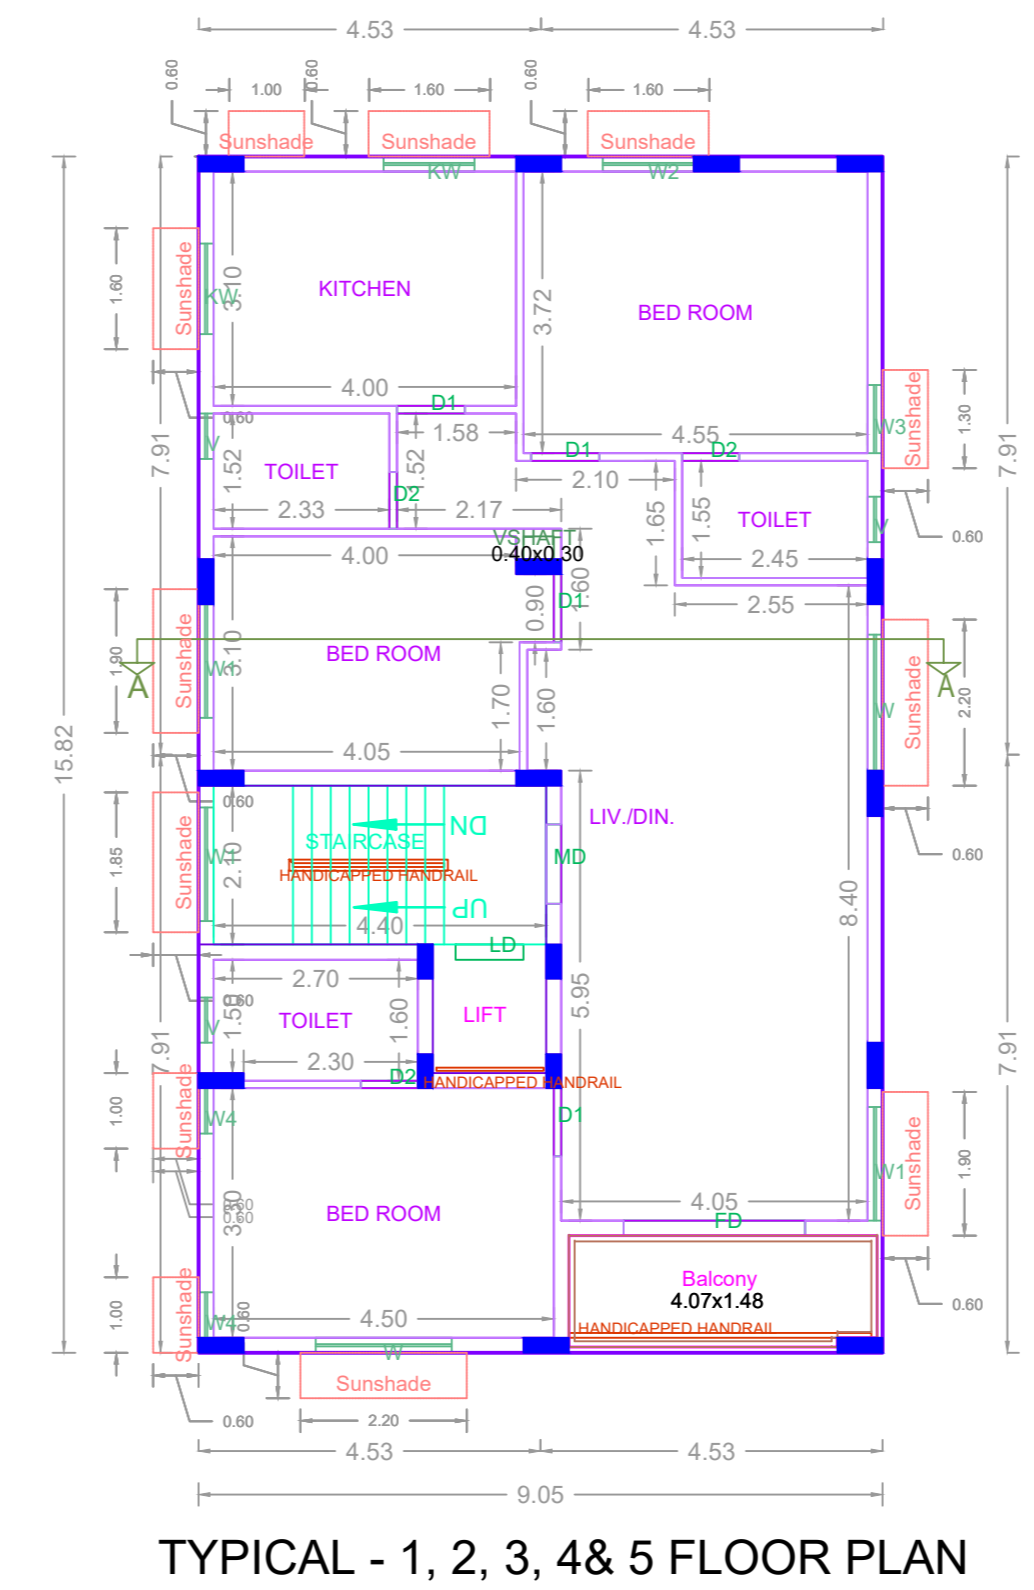 4.53 4.53
0.60 1.00 0.60 1.60 0.60 1.60
Sunshade Sunshade Sunshade
KW W2
1.60 Sunshade KW 3.10 KITCHEN 3.72 BED ROOM
4.00 D1
0.60 1.58 4.55 W3 Sunshade 1.30
7.91 V 1.52 TOILET 1.52 D1 D2 7.91
2.33 D2 2.17 2.10
1.65 1.55 TOILET V
VSHAFT
0.40x0.30
4.00 2.45 0.60
0.90 D1 1.60 2.55
1.90 Sunshade W1 3.10 BED ROOM
A A
1.70 1.60 W Sunshade 2.20
15.82 4.05
0.60 LIV./DIN.
1.85 Sunshade W1 2.10 STAIRCASE DN MD 0.60
HANDICAPPED HANDRAIL
4.40 UP 8.40
LD
0.60 2.70 5.95
V 1.50 TOILET 1.60 LIFT
7.91 2.30 7.91
D2 HANDICAPPED HANDRAIL
1.00 Sunshade W4 D1
0.60
0.60 3.30 BED ROOM 4.05 W1 Sunshade 1.90
FD
Balcony
4.07x1.48
1.00 Sunshade W4 0.60 4.50 HANDICAPPED HANDRAIL 0.60
W
Sunshade
0.60 2.20
4.53 4.53
9.05
TYPICAL - 1, 2, 3, 4& 5 FLOOR PLAN